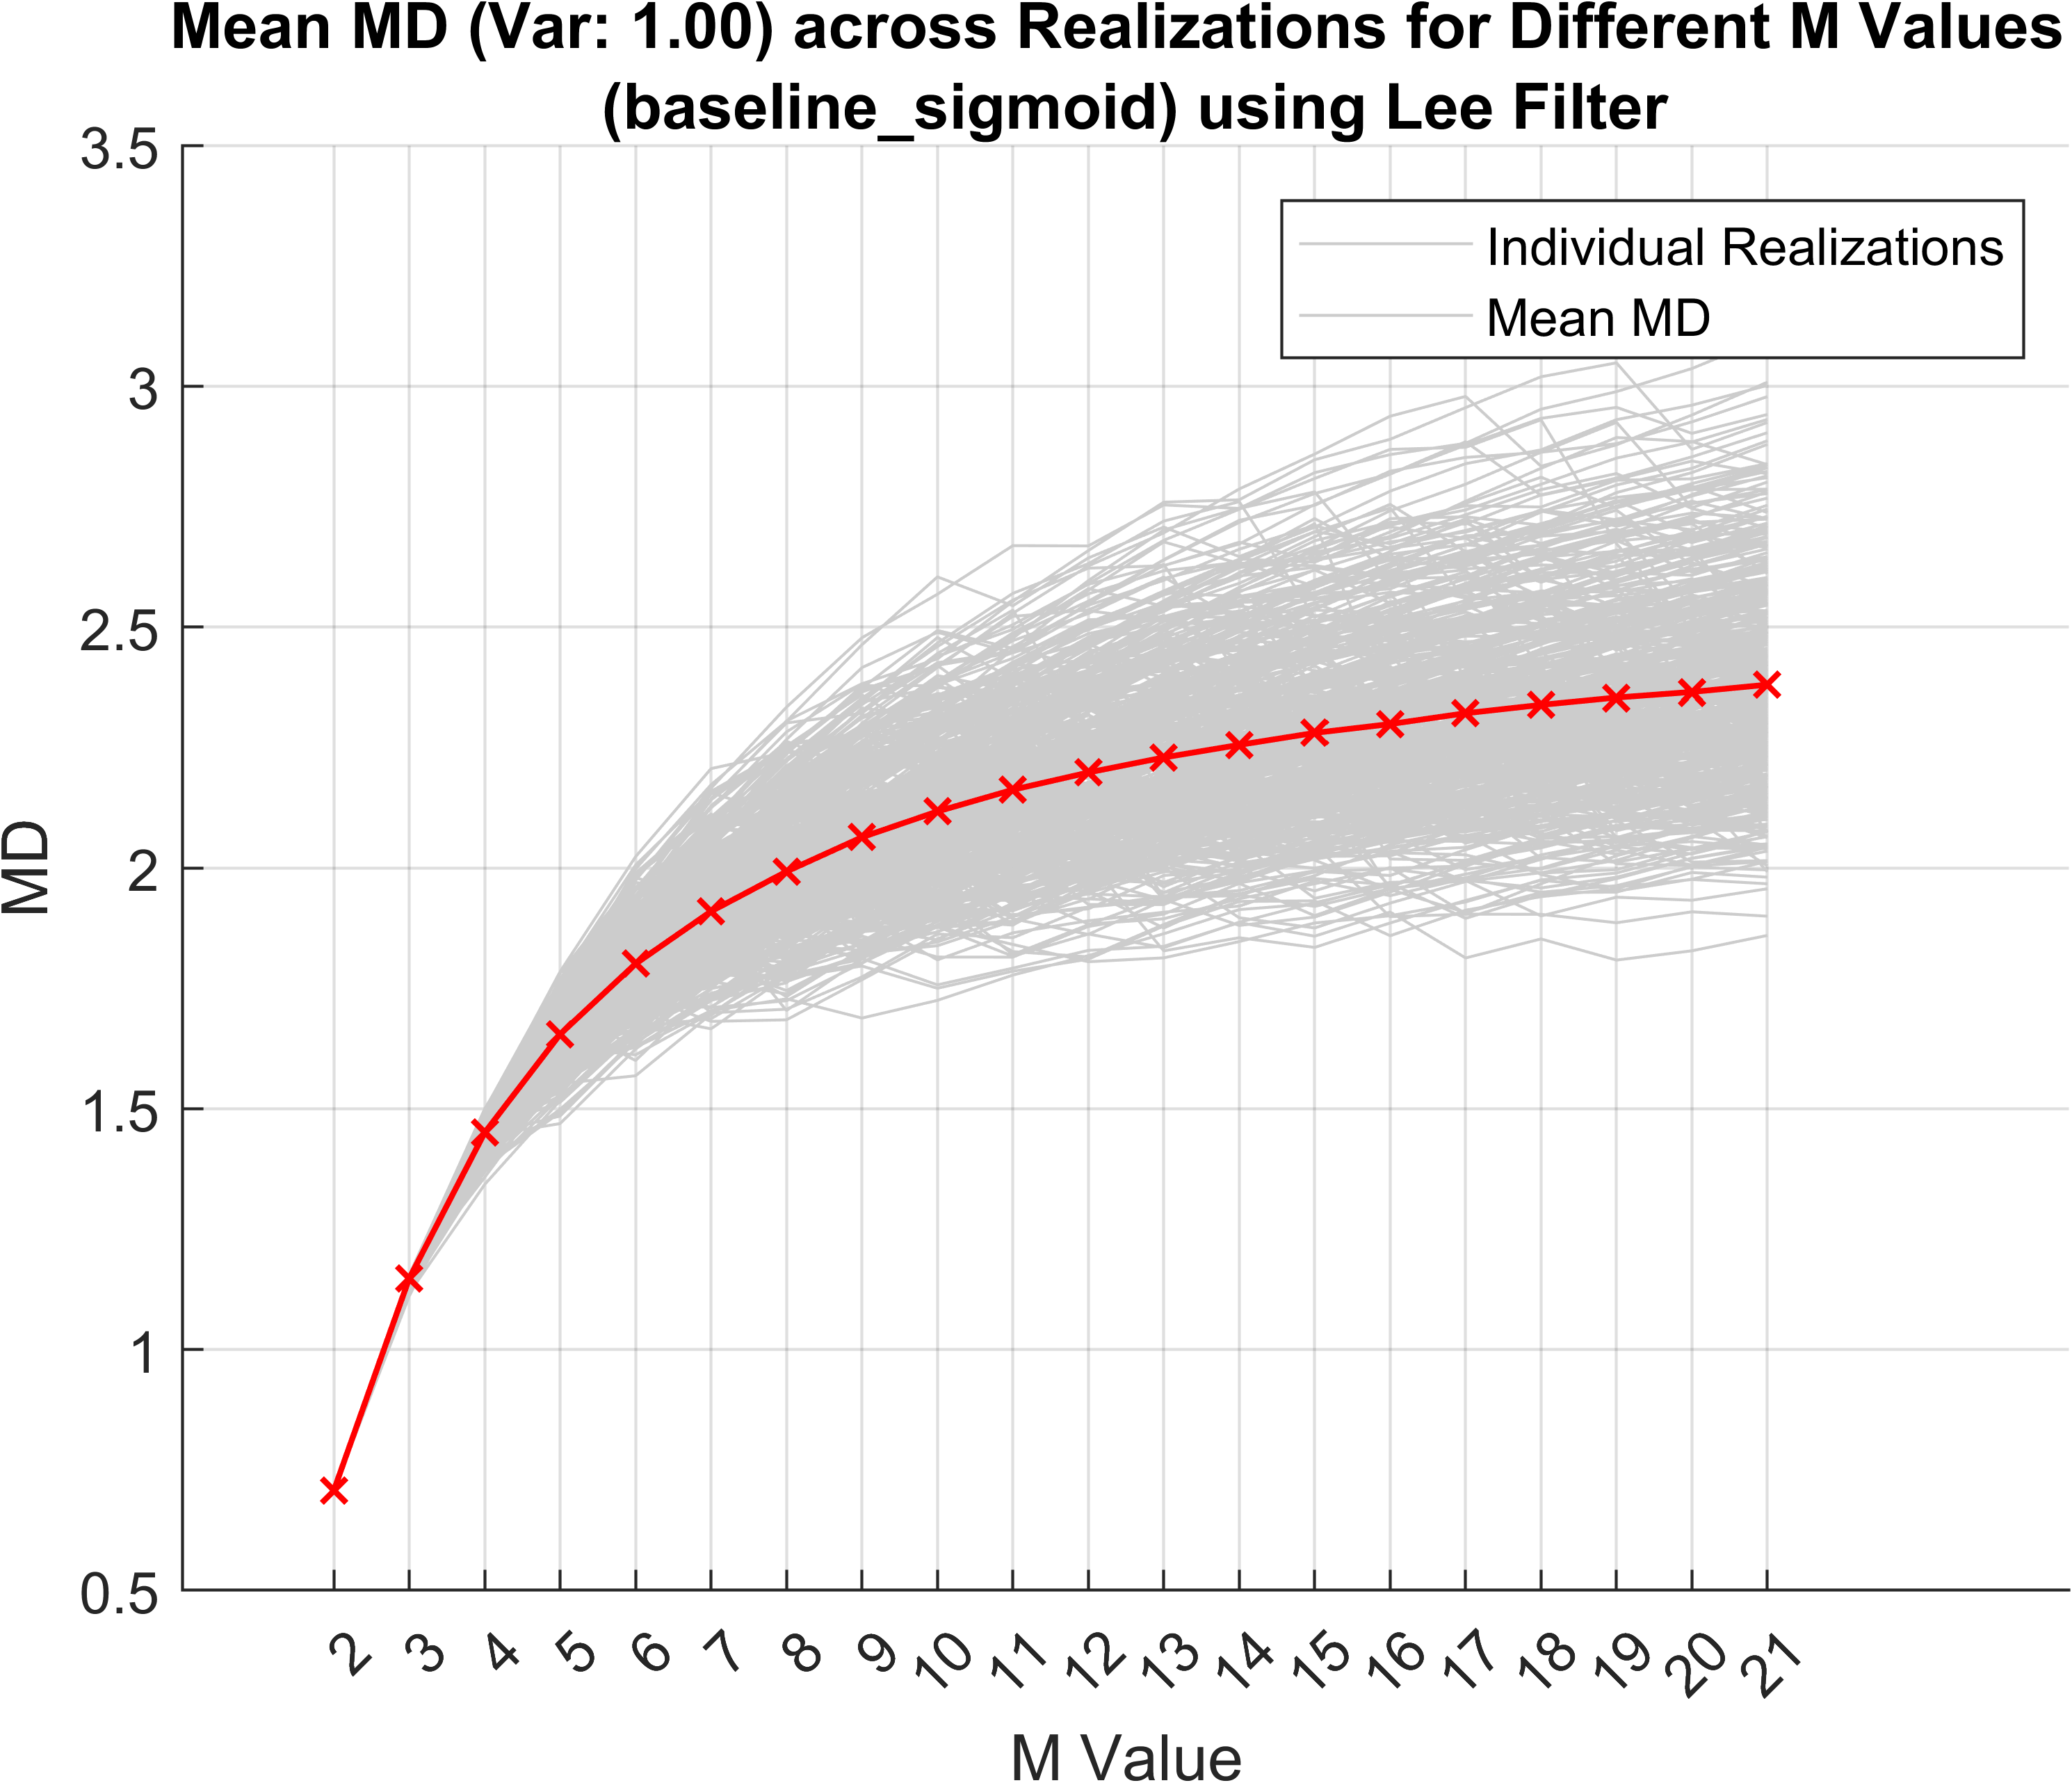 Mean MD (Var: 1.00) across Realizations for Different M Values
(baseline_sigmoid) using Lee Filter
3.5
3
2.5
2
1.5
1
0.5
MD
Individual Realizations
Mean MD
2 3 4 5 6 7 8 9 10 11 12 13 14 15 16 17 18 19 20 21
M Value